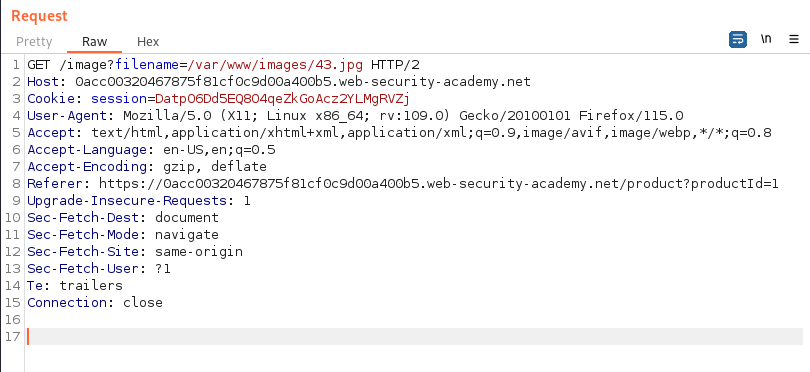 Request
Pretty Raw Hex \n
1 GET /image?filename=/var/www/images/43.jpg HTTP/2
2 Host: 0acc00320467875f81cf0c9d00a400b5.web-security-academy.net
3 Cookie: session=DatpO6Dd5EQ8O4qeZkGoAcz2YLMgRVZj
4 User-Agent: Mozilla/5.0 (X11; Linux x86_64; rv:109.0) Gecko/20100101 Firefox/115.0
5 Accept: text/html,application/xhtml+xml,application/xml;q=0.9,image/avif,image/webp,*/*;q=0.8
6 Accept-Language: en-US,en;q=0.5
7 Accept-Encoding: gzip, deflate
8 Referer: https://0acc00320467875f81cf0c9d00a400b5.web-security-academy.net/product?productId=1
9 Upgrade-Insecure-Requests: 1
10 Sec-Fetch-Dest: document
11 Sec-Fetch-Mode: navigate
12 Sec-Fetch-Site: same-origin
13 Sec-Fetch-User: ?1
14 Te: trailers
15 Connection: close
16
17